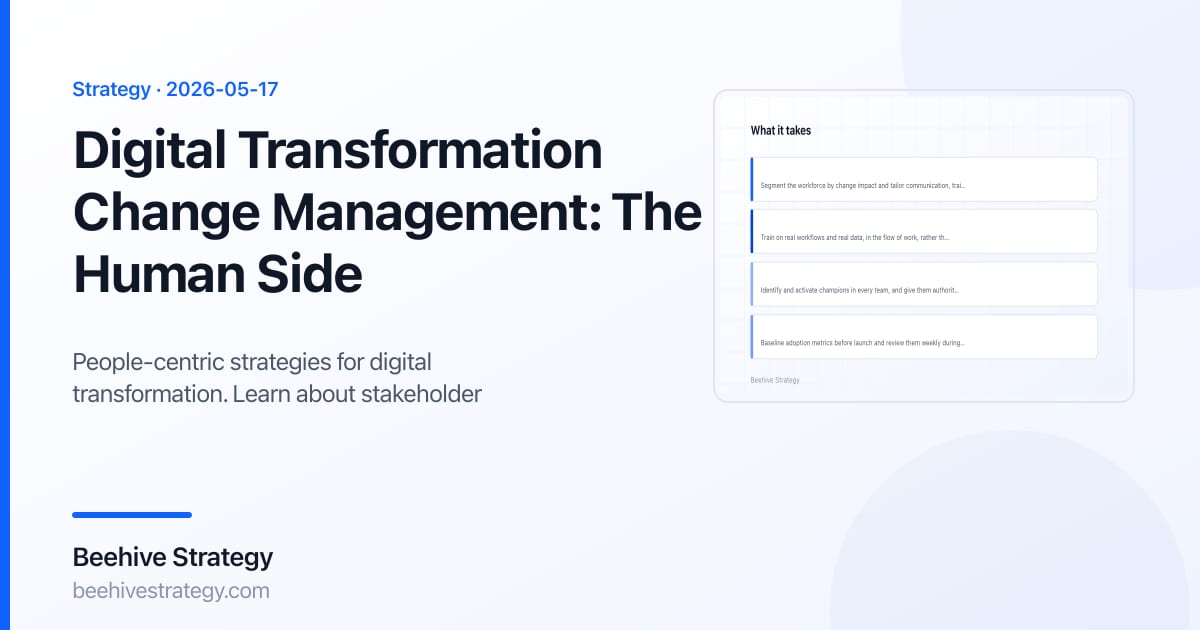 Strategy · 2026-05-17
Digital Transformation
Change Management: The
Human Side
People-centric strategies for digital
transformation. Learn about stakeholder
Beehive Strategy
beehivestrategy.com
What it takes
Segment the workforce by change impact and tailor communication, trai...
Train on real workflows and real data, in the flow of work, rather th...
Identify and activate champions in every team, and give them authorit...
Baseline adoption metrics before launch and review them weekly during...
Beehive Strategy